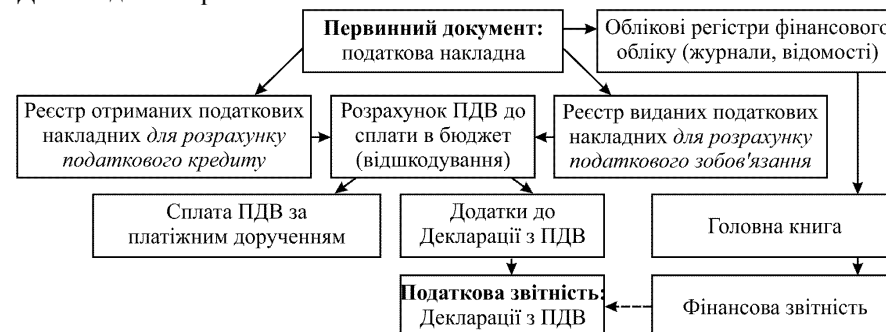 Первинний документ:
податкова накладна
Облікові регістри фінансового
обліку (журнали, відомості)
Реєстр отриманих податкових
накладних для розрахунку
податкового кредиту
Розрахунок ПДВ до
сплати в бюджет
(відшкодування)
Реєстр виданих податкових
накладних для розрахунку
податкового зобов'язання
Сплата ПДВ за
платіжним дорученням
Додатки до
Декларації з ПДВ
Головна книга
Податкова звітність:
Декларації з ПДВ
Фінансова звітність